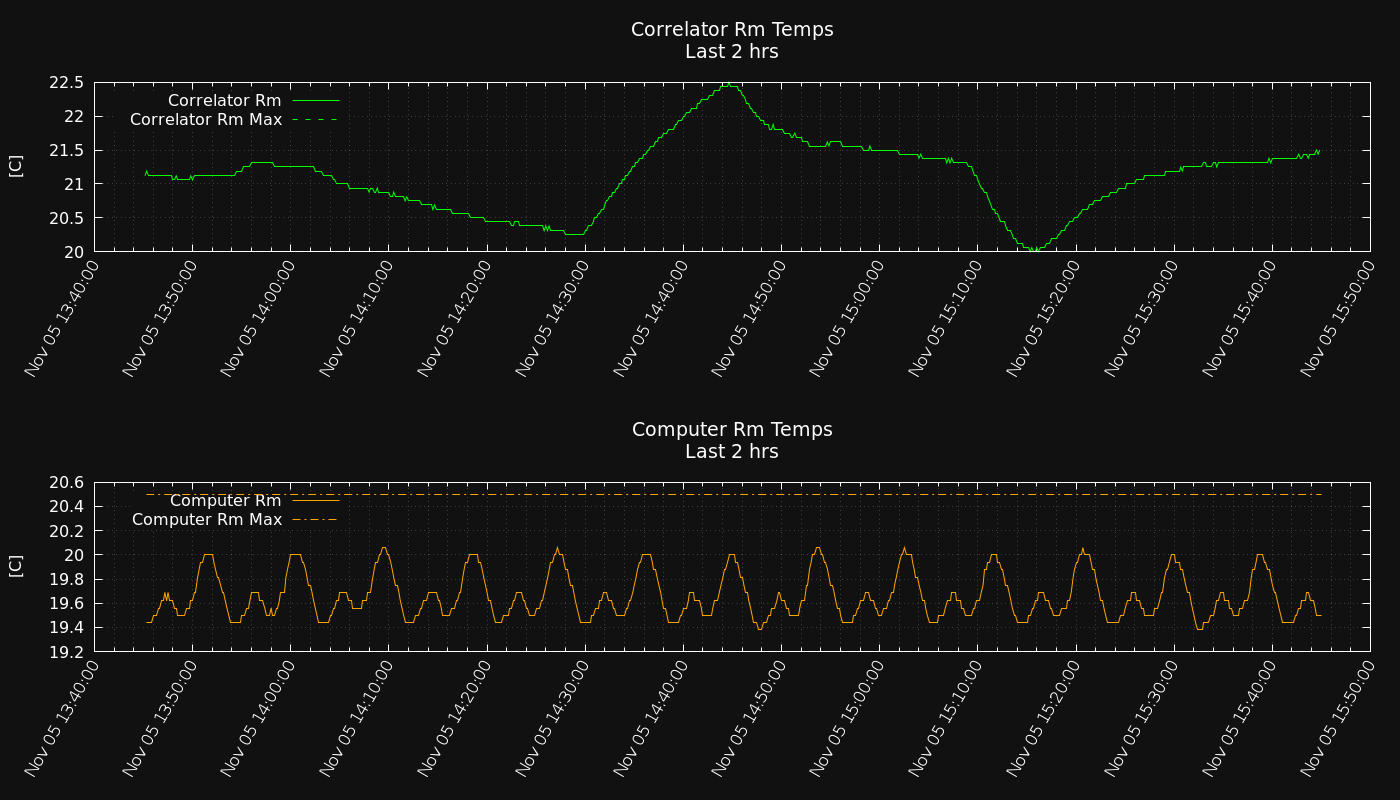 Correlator Rm Temps
Last 2 hrs
22.5
22
21.5
21
20.5
20
[C]
Correlator Rm
Correlator Rm Max
Nov 05 13:40:00
Nov 05 13:50:00
Nov 05 14:00:00
Nov 05 14:10:00
Nov 05 14:20:00
Nov 05 14:30:00
Nov 05 14:40:00
Nov 05 14:50:00
Nov 05 15:00:00
Nov 05 15:10:00
Nov 05 15:20:00
Nov 05 15:30:00
Nov 05 15:40:00
Nov 05 15:50:00
Computer Rm Temps
Last 2 hrs
20.6
20.4
20.2
20
19.8
19.6
19.4
19.2
[C]
Computer Rm
Computer Rm Max
Nov 05 13:40:00
Nov 05 13:50:00
Nov 05 14:00:00
Nov 05 14:10:00
Nov 05 14:20:00
Nov 05 14:30:00
Nov 05 14:40:00
Nov 05 14:50:00
Nov 05 15:00:00
Nov 05 15:10:00
Nov 05 15:20:00
Nov 05 15:30:00
Nov 05 15:40:00
Nov 05 15:50:00